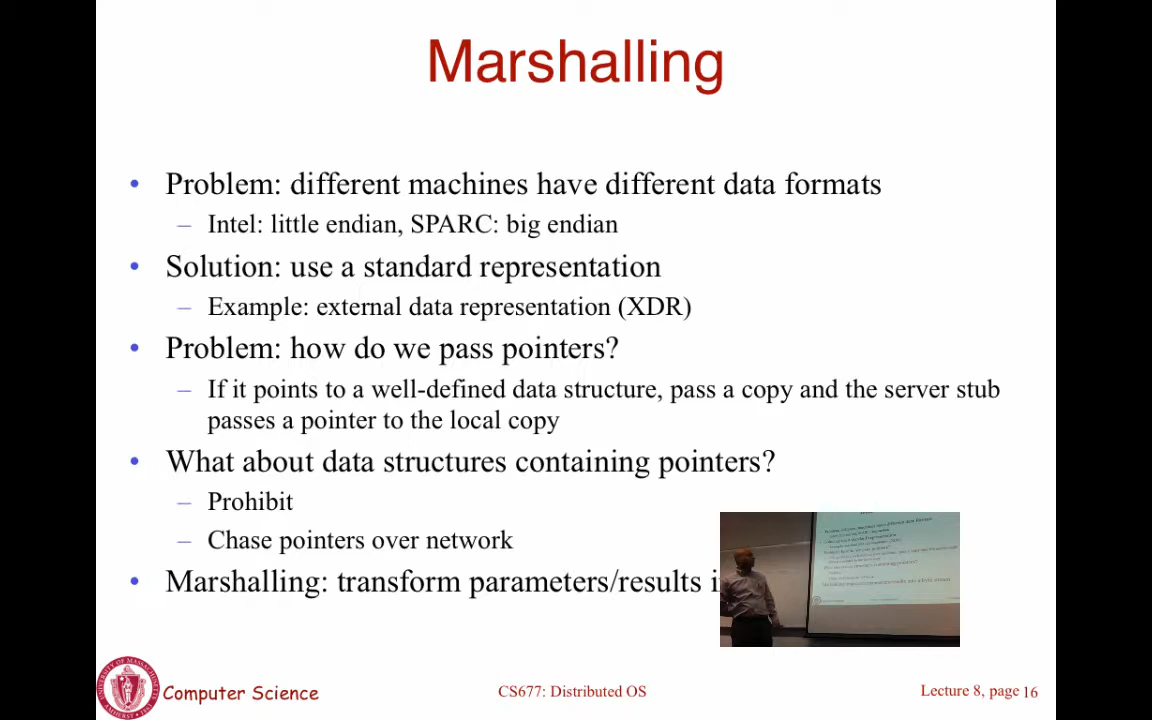 Marshalling
• Problem: different machines have different data formats
– Intel: little endian, SPARC: big endian
• Solution: use a standard representation
– Example: external data representation (XDR)
• Problem: how do we pass pointers?
– If it points to a well-defined data structure, pass a copy and the server stub
passes a pointer to the local copy
• What about data structures containing pointers?
– Prohibit
– Chase pointers over network
• Marshalling: transform parameters/results i
Computer Science
CS677: Distributed OS
Lecture 8, page 16